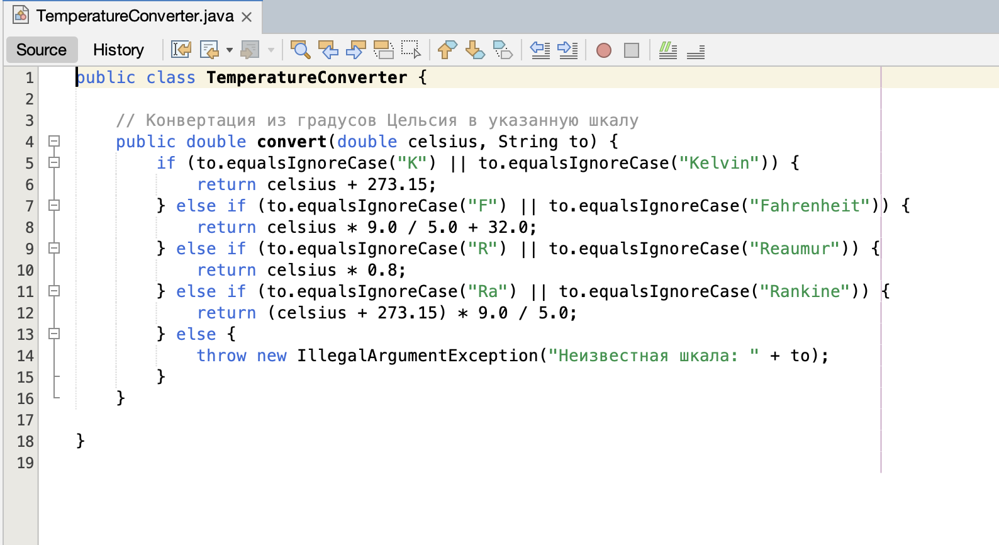 TemperatureConverter.java
Source History
1 public class TemperatureConverter {
2
3 // Конвертация из градусов Цельсия в указанную шкалу
4 public double convert(double celsius, String to) {
5 if (to.equalsIgnoreCase("K") || to.equalsIgnoreCase("Kelvin")) {
6 return celsius + 273.15;
7 } else if (to.equalsIgnoreCase("F") || to.equalsIgnoreCase("Fahrenheit")) {
8 return celsius * 9.0 / 5.0 + 32.0;
9 } else if (to.equalsIgnoreCase("R") || to.equalsIgnoreCase("Reaumur")) {
10 return celsius * 0.8;
11 } else if (to.equalsIgnoreCase("Ra") || to.equalsIgnoreCase("Rankine")) {
12 return (celsius + 273.15) * 9.0 / 5.0;
13 } else {
14 throw new IllegalArgumentException("Неизвестная шкала: " + to);
15 }
16 }
17
18 }
19